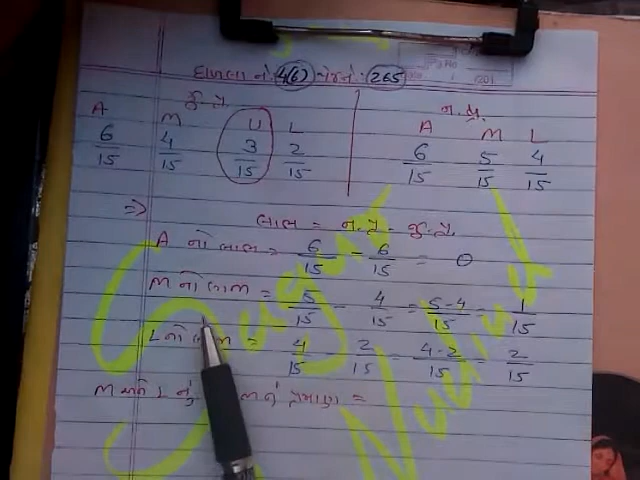 દાખલા નં. 4(6) પેજ નં. 265
જૂ.પ્ર. ન.પ્ર.
A M U L A M L
6/15 4/15 3/15 2/15 6/15 5/15 4/15
⇒ લાભ = ન.પ્ર - જૂ.પ્ર.
A નો લાભ = 6/15 - 6/15 = 0
M નો લાભ = 5/15 - 4/15 = 5-4/15 = 1/15
L નો લાભ = 4/15 - 2/15 = 4-2/15 2/15
M અને L નું પ્રમાણ =